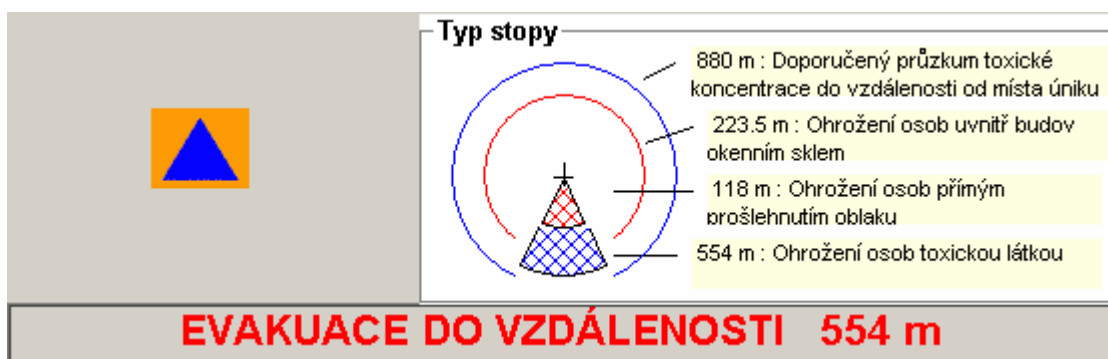 Typ stopy
880 m : Doporučený průzkum toxické
koncentrace do vzdálenosti od místa úniku
223.5 m : Ohrožení osob uvnitř budov
okenním sklem
118 m : Ohrožení osob přímým
prošlehnutím oblaku
554 m : Ohrožení osob toxickou látkou
EVAKUACE DO VZDÁLENOSTI 554 m